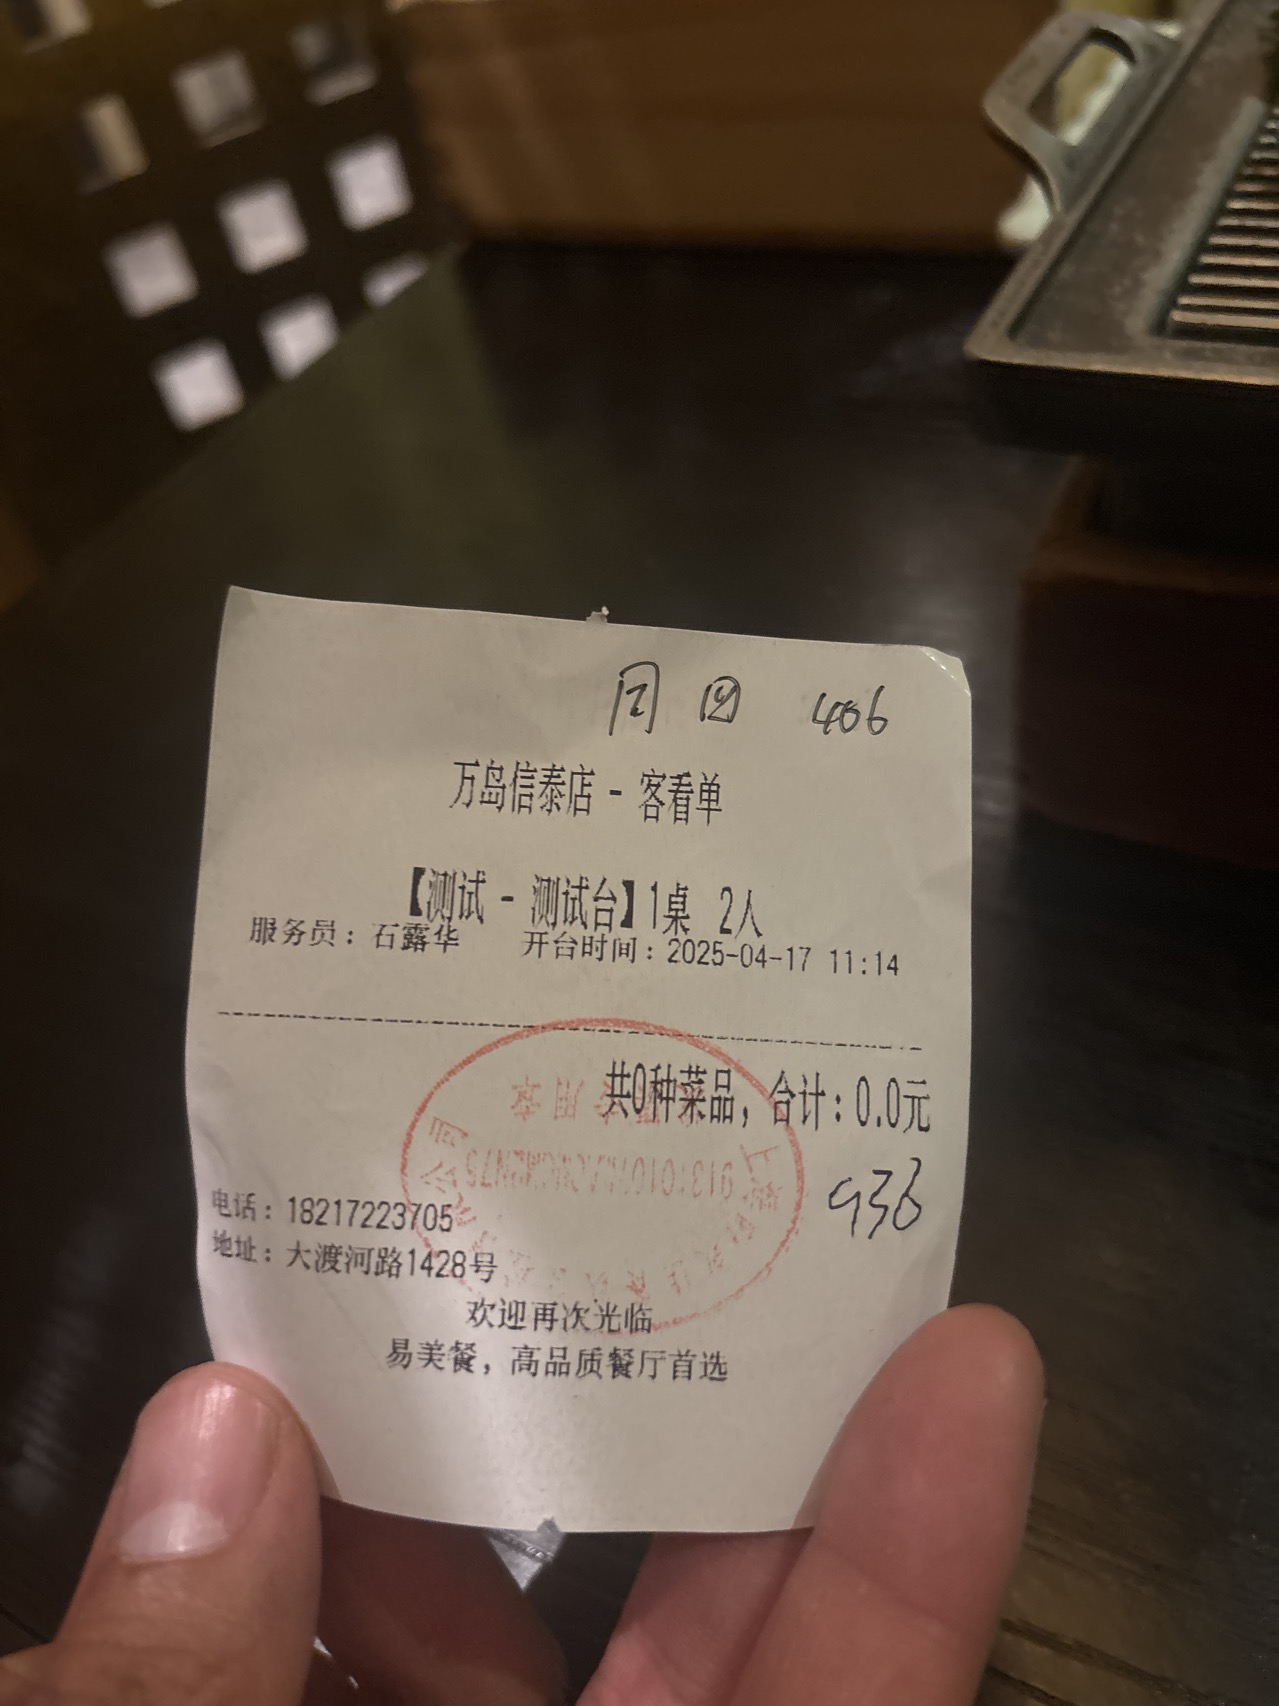 406
万岛信泰店 - 客看单
【测试 - 测试台】1桌 2人
服务员：石露华 开台时间：2025-04-17 11:14
共0种菜品，合计：0.0元
936
电话：18217223705
地址：大渡河路1428号
欢迎再次光临
易美餐，高品质餐厅首选